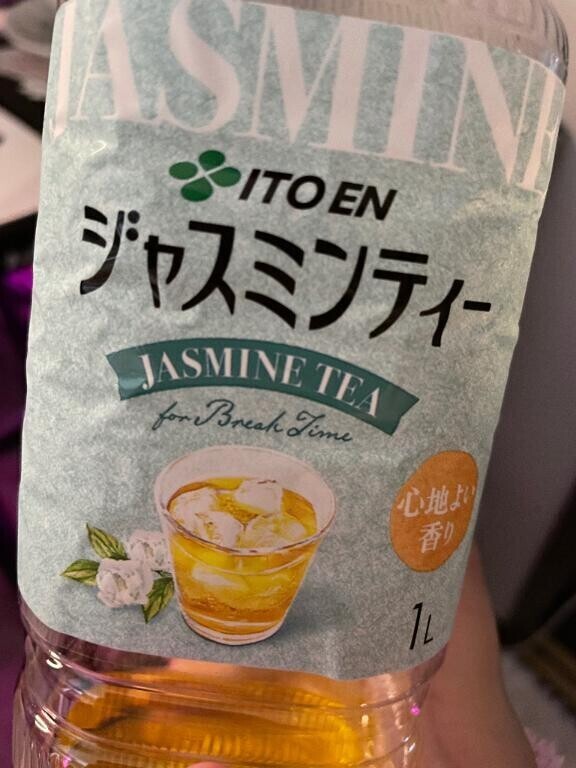 JASMINE
ITO EN
ジャスミンティー
JASMINE TEA
for Break Time
心地よい
香り
1L